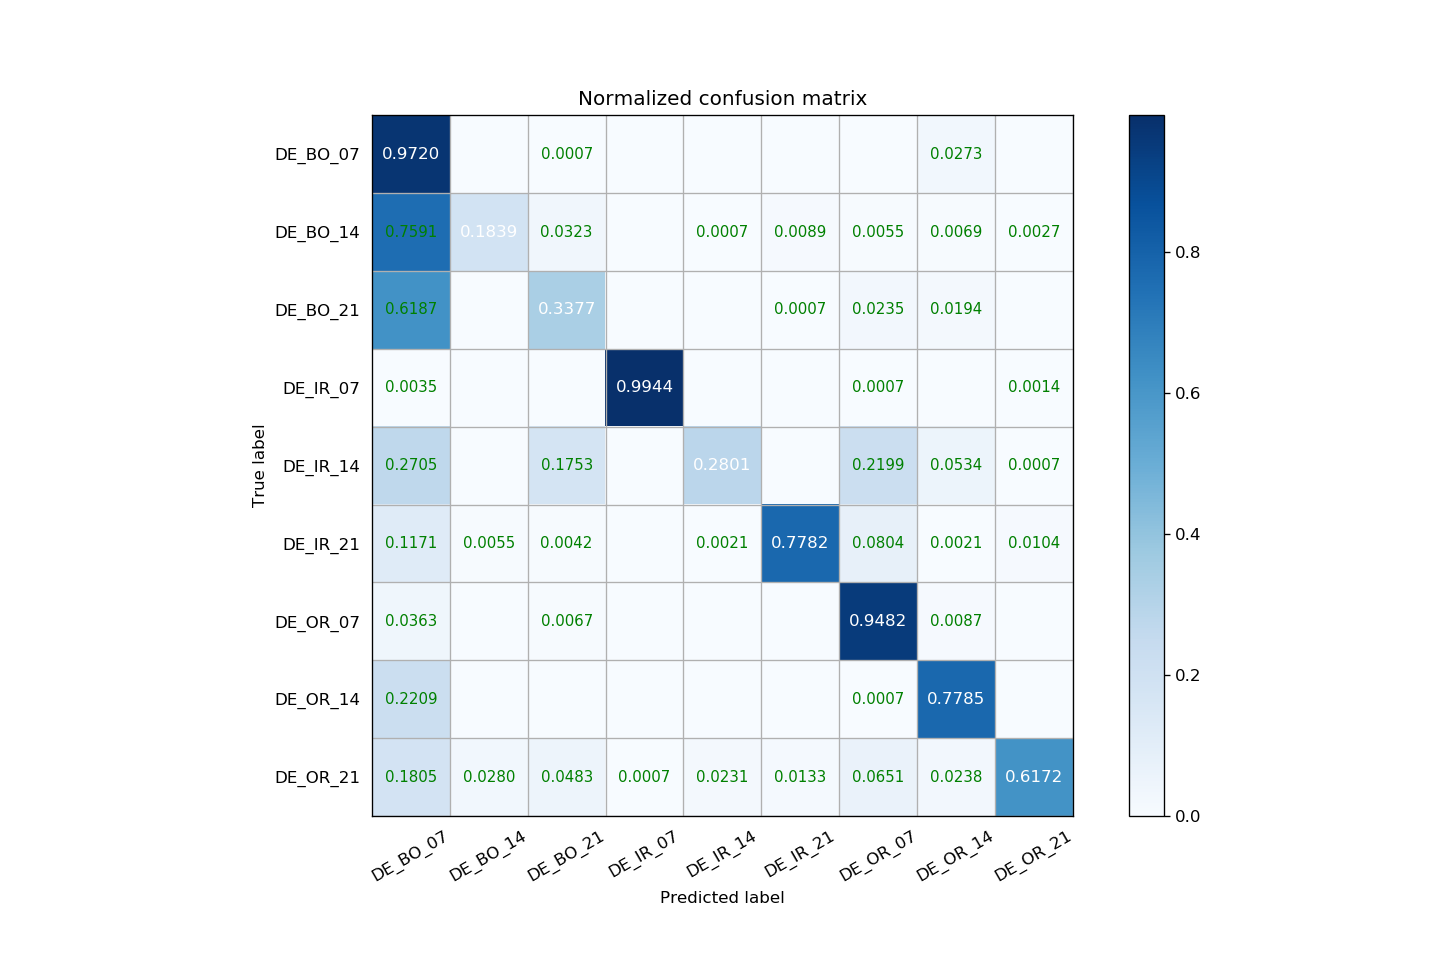 Normalized confusion matrix
DE_BO_07 0.9720 0.0007 0.0273
DE_BO_14 0.7591 0.1839 0.0323 0.0007 0.0089 0.0055 0.0069 0.0027
DE_BO_21 0.6187 0.3377 0.0007 0.0235 0.0194
DE_IR_07 0.0035 0.9944 0.0007 0.0014
DE_IR_14 0.2705 0.1753 0.2801 0.2199 0.0534 0.0007
DE_IR_21 0.1171 0.0055 0.0042 0.0021 0.7782 0.0804 0.0021 0.0104
DE_OR_07 0.0363 0.0067 0.9482 0.0087
DE_OR_14 0.2209 0.0007 0.7785
DE_OR_21 0.1805 0.0280 0.0483 0.0007 0.0231 0.0133 0.0651 0.0238 0.6172
True label
DE_BO_07 DE_BO_14 DE_BO_21 DE_IR_07 DE_IR_14 DE_IR_21 DE_OR_07 DE_OR_14 DE_OR_21
Predicted label
0.8
0.6
0.4
0.2
0.0